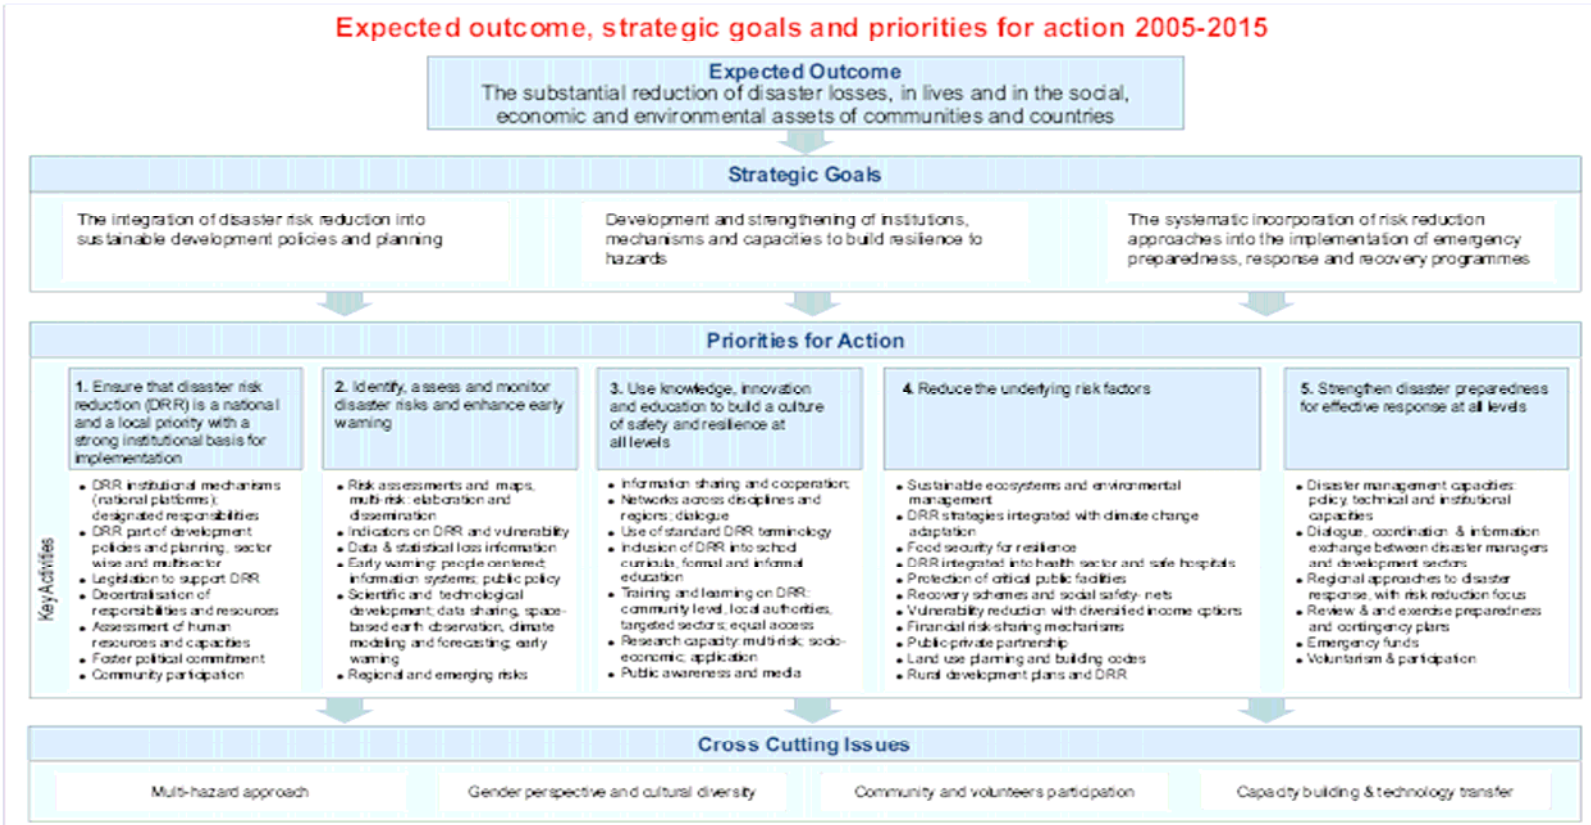 Expected outcome, strategic goals and priorities for action 2005-2015
Expected Outcome
The substantial reduction of disaster losses, in lives and in the social,
economic and environmental assets of communities and countries
Strategic Goals
The integration of disaster risk reduction into
sustainable development policies and planning
Development and strengthening of institutions,
mechanisms and capacities to build resilience to
hazards
The systematic incorporation of risk reduction
approaches into the implementation of emergency
preparedness, response and recovery programmes
Priorities for Action
1. Ensure that disaster risk
reduction (DRR) is a national
and a local priority with a
strong institutional basis for
implementation
2. Identify, assess and monitor
disaster risks and enhance early
warning
3. Use knowledge, innovation
and education to build a culture
of safety and resilience at
all levels
4. Reduce the underlying risk factors
5. Strengthen disaster preparedness
for effective response at all levels
Key Activities
• DRR institutional mechanisms
(national platforms);
designated responsibilities
• DRR part of development
policies and planning, sector
wise and multisector
• Legislation to support DRR
• Decentralisation of
responsibilities and resources
• Assessment of human
resources and capacities
• Foster political commitment
• Community participation
• Risk assessments and maps,
multi-risk: elaboration and
dissemination
• Indicators on DRR and vulnerability
• Data & statistical loss information
• Early warning: people centered;
information systems; public policy
• Scientific and technological
development; data sharing, space-
based earth observation, climate
modeling and forecasting; early
warning
• Regional and emerging risks
• Information sharing and cooperation;
• Networks across disciplines and
regions; dialogue
• Use of standard DRR terminology
• Inclusion of DRR into school
curricula, formal and informal
education
• Training and learning on DRR:
community level, local authorities,
targeted sectors; equal access
• Research capacity: multi-risk; socio-
economic; application
• Public awareness and media
• Sustainable ecosystems and environmental
management
• DRR strategies integrated with climate change
adaptation
• Food security for resilience
• DRR integrated into health sector and safe hospitals
• Protection of critical public facilities
• Recovery schemes and social safety- nets
• Vulnerability reduction with diversified income options
• Financial risk-sharing mechanisms
• Public-private partnership
• Land use planning and building codes
• Rural development plans and DRR
• Disaster management capacities:
policy, technical and institutional
capacities
• Dialogue, coordination & information
exchange between disaster managers
and development sectors
• Regional approaches to disaster
response, with risk reduction focus
• Review & and exercise preparedness
and contingency plans
• Emergency funds
• Voluntarism & participation
Cross Cutting Issues
Multi-hazard approach
Gender perspective and cultural diversity
Community and volunteers participation
Capacity building & technology transfer